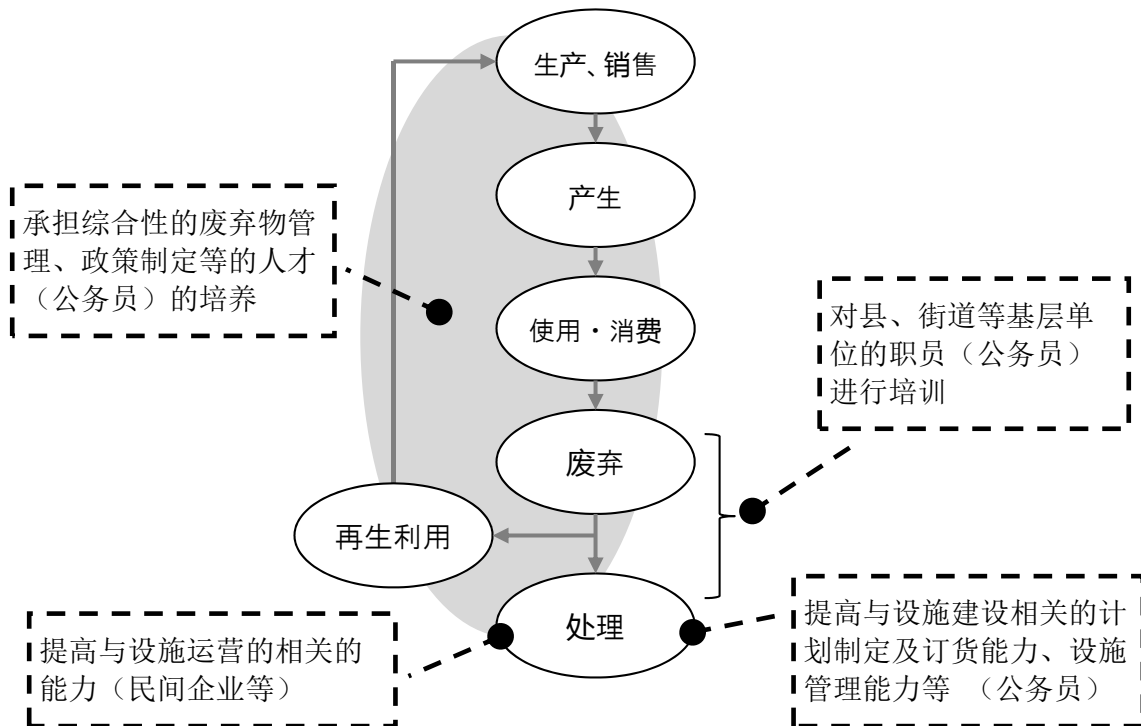 生产、销售
产生
承担综合性的废弃物管
理、政策制定等的人才
（公务员）的培养
使用・消费
对县、街道等基层单
位的职员（公务员）
进行培训
废弃
再生利用
处理
提高与设施运营的相关的
能力（民间企业等）
提高与设施建设相关的计
划制定及订货能力、设施
管理能力等 （公务员）